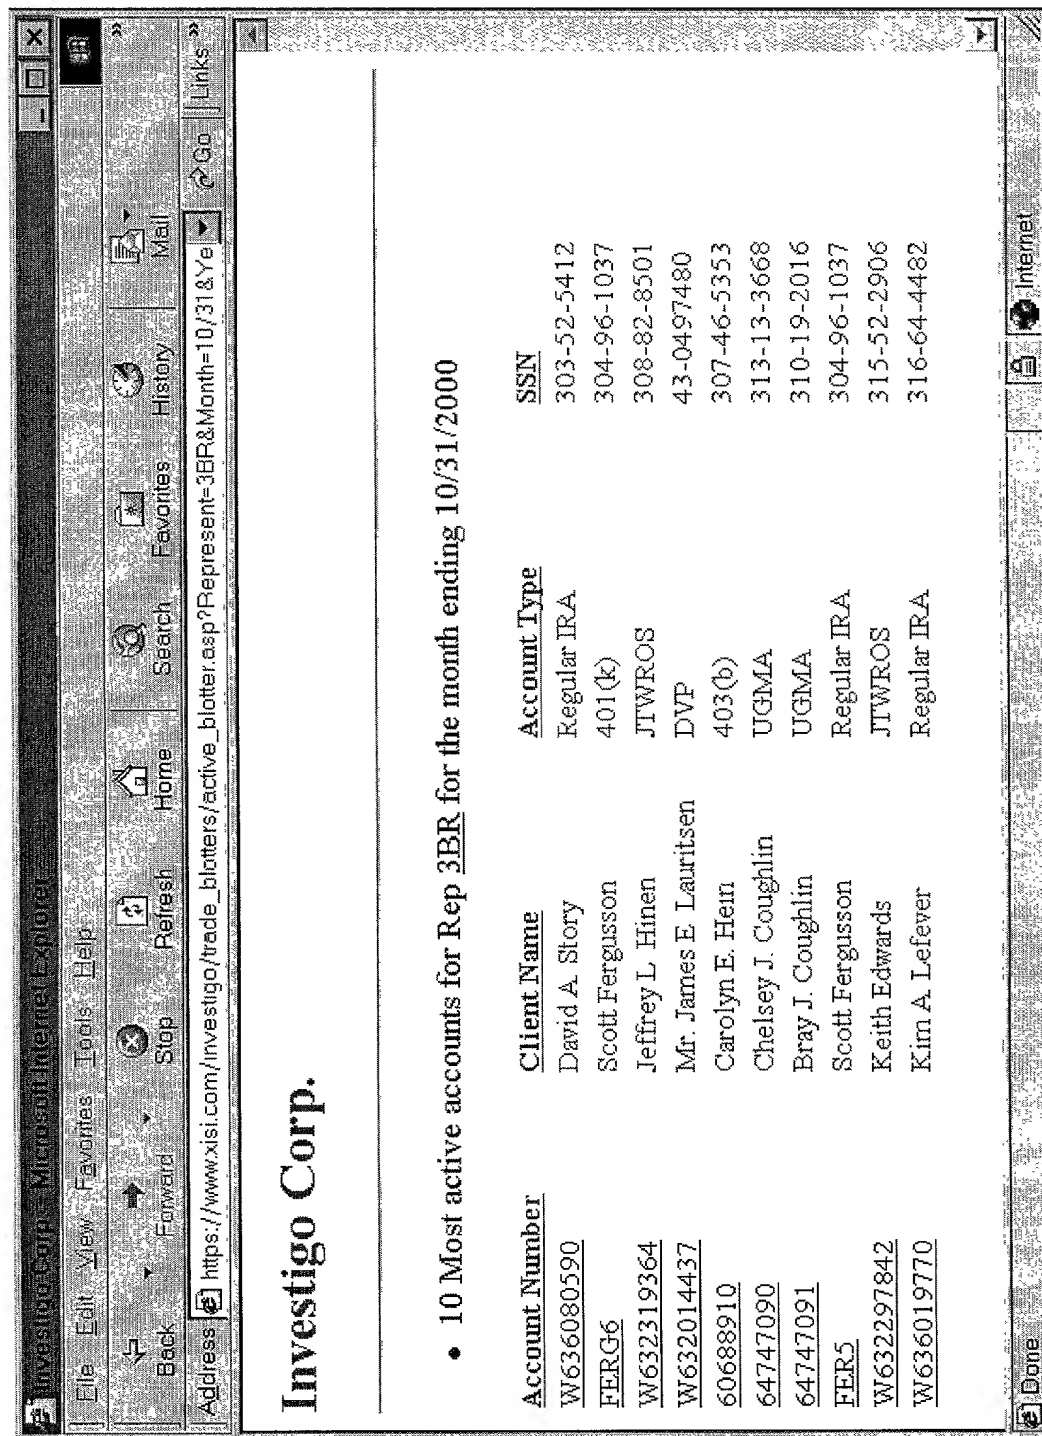 Investigo Corp - Microsoft Internet Explorer
File Edit View Favorites Tools Help
Back Forward Stop Refresh Home Search Favorites History Mail »
Address https://www.xisi.com/investigo/trade_blotters/active_blotter.asp?Represent=3BR&Month=10/31&Ye Go Links »
Investigo Corp.
• 10 Most active accounts for Rep 3BR for the month ending 10/31/2000
Account Number Client Name Account Type SSN
W636080590 David A. Story Regular IRA 303-52-5412
FERG6 Scott Fergusson 401(k) 304-96-1037
W632319364 Jeffrey L. Hinen JTWROS 308-82-8501
W632014437 Mr. James E. Lauritsen DVP 43-0497480
60688910 Carolyn E. Hein 403(b) 307-46-5353
64747090 Chelsey J. Coughlin UGMA 313-13-3668
64747091 Bray J. Coughlin UGMA 310-19-2016
FER5 Scott Fergusson Regular IRA 304-96-1037
W632297842 Keith Edwards JTWROS 315-52-2906
W636019770 Kim A. Lefever Regular IRA 316-64-4482
Done Internet